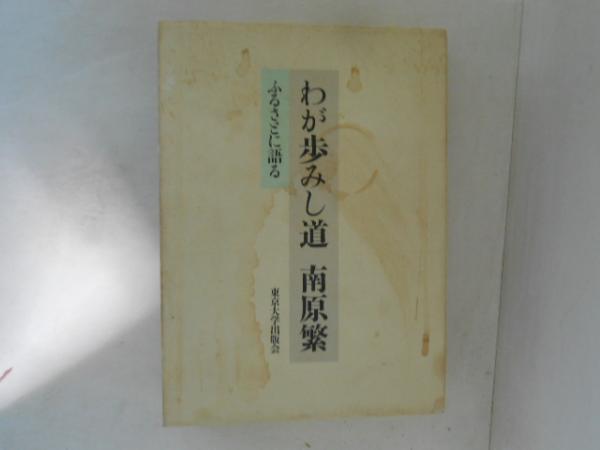 わが歩みし道 南原繁
ふるさとに語る
東京大学出版会